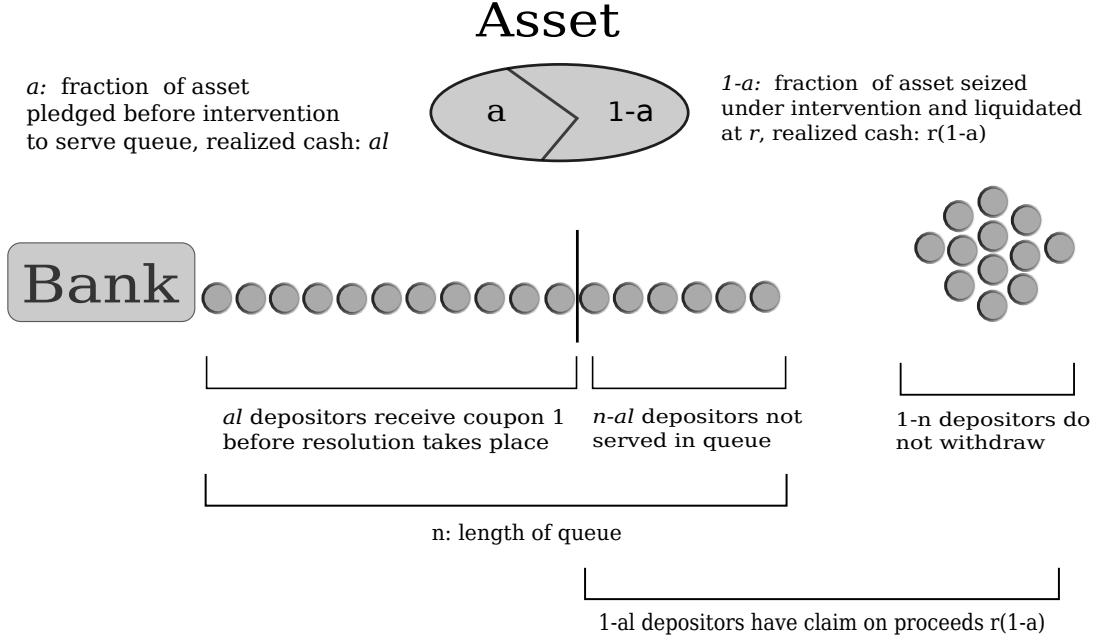 Asset
a: fraction of asset
pledged before intervention
to serve queue, realized cash: al
a
1-a
1-a: fraction of asset seized
under intervention and liquidated
at r, realized cash: r(1-a)
Bank
al depositors receive coupon 1
before resolution takes place
n-al depositors not
served in queue
1-n depositors do
not withdraw
n: length of queue
1-al depositors have claim on proceeds r(1-a)